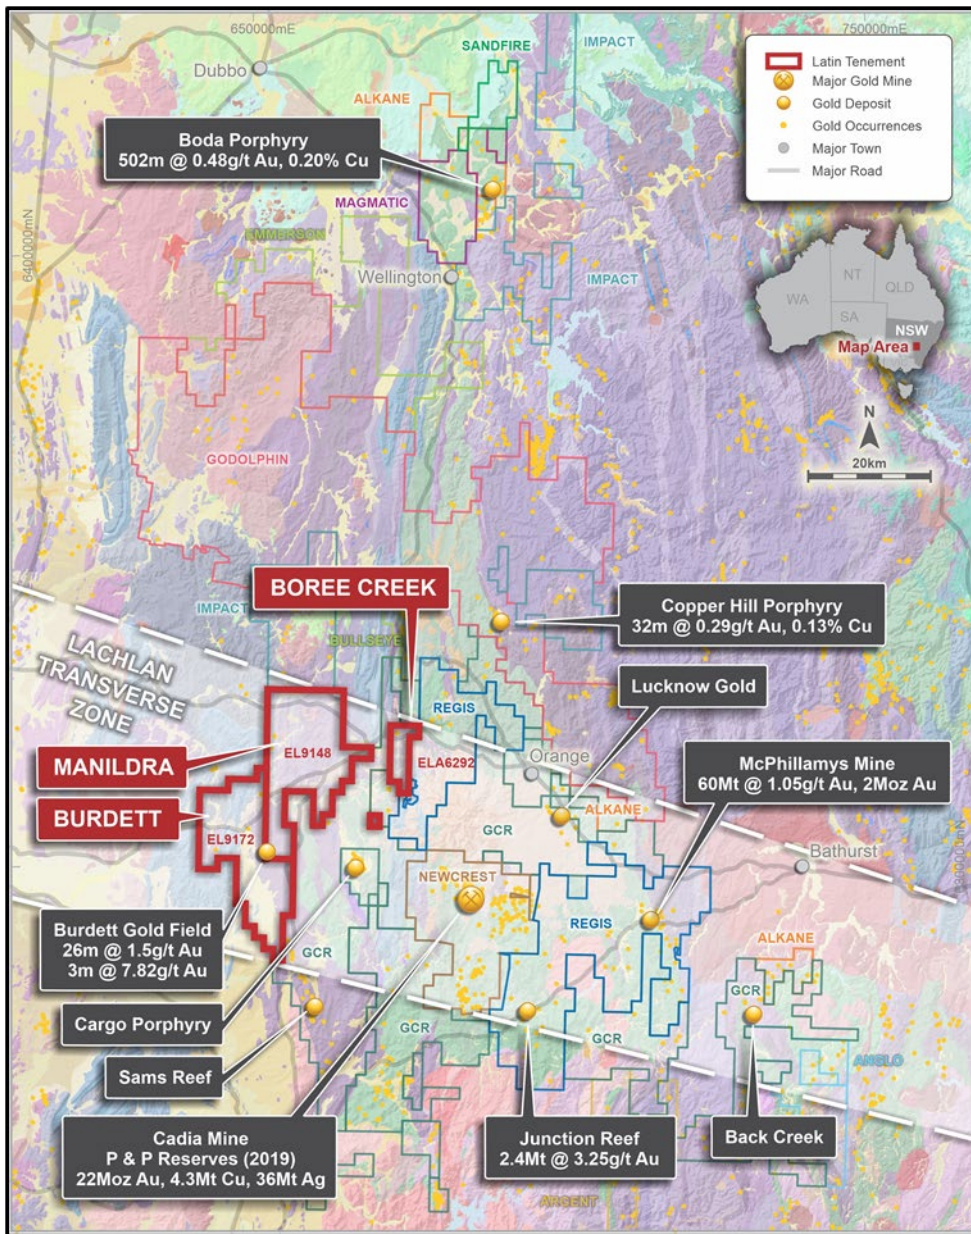 650000mE
750000mE
6400000mN
Dubbo
SANDFIRE
IMPACT
ALKANE
Boda Porphyry
502m @ 0.48g/t Au, 0.20% Cu
MAGMATIC
EMMERSON
Wellington
IMPACT
Latin Tenement
Major Gold Mine
Gold Deposit
Gold Occurrences
Major Town
Major Road
WA
NT
QLD
SA
NSW
Map Area
N
20km
GODOLPHIN
BOREE CREEK
IMPACT
BULLSEYE
Copper Hill Porphyry
32m @ 0.29g/t Au, 0.13% Cu
LACHLAN
TRANSVERSE
ZONE
REGIS
Lucknow Gold
MANILDRA
EL9148
ELA6292
Orange
McPhillamys Mine
60Mt @ 1.05g/t Au, 2Moz Au
BURDETT
EL9172
GCR
ALKANE
Bathurst
NEWCREST
REGIS
Burdett Gold Field
26m @ 1.5g/t Au
3m @ 7.82g/t Au
GCR
ALKANE
GCR
Cargo Porphyry
GCR
GCR
ANGLO
Sams Reef
Cadia Mine
P & P Reserves (2019)
22Moz Au, 4.3Mt Cu, 36Mt Ag
Junction Reef
2.4Mt @ 3.25g/t Au
Back Creek
ARGENT